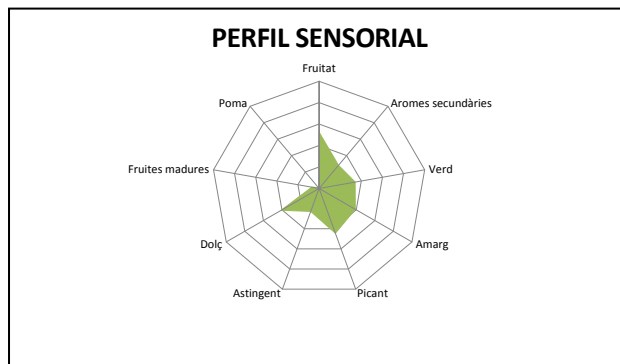 PERFIL SENSORIAL
Fruitat
Aromes secundàries
Verd
Amarg
Picant
Astingent
Dolç
Fruites madures
Poma